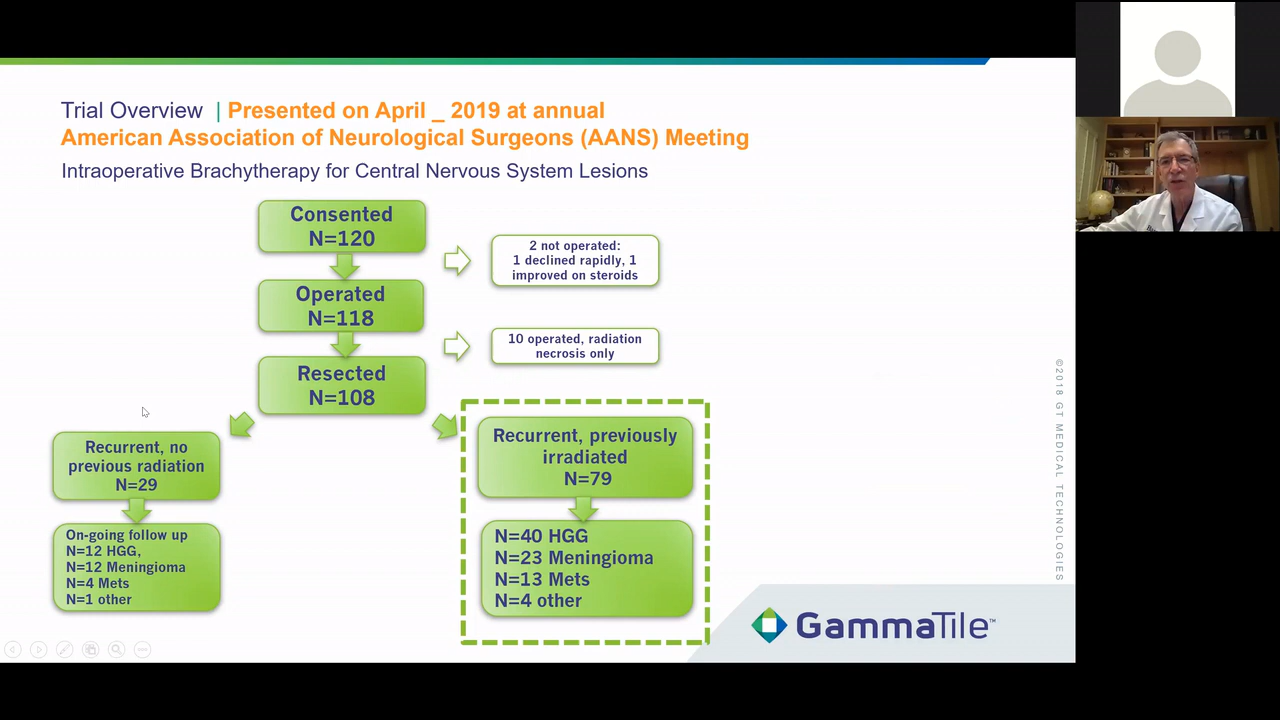 Trial Overview | Presented on April _ 2019 at annual
American Association of Neurological Surgeons (AANS) Meeting
Intraoperative Brachytherapy for Central Nervous System Lesions
Consented
N=120
2 not operated:
1 declined rapidly, 1
improved on steroids
Operated
N=118
10 operated, radiation
necrosis only
Resected
N=108
Recurrent, no
previous radiation
N=29
On-going follow up
N=12 HGG,
N=12 Meningioma
N=4 Mets
N=1 other
Recurrent, previously
irradiated
N=79
N=40 HGG
N=23 Meningioma
N=13 Mets
N=4 other
©2018 GT MEDICAL TECHNOLOGIES
GammaTile™